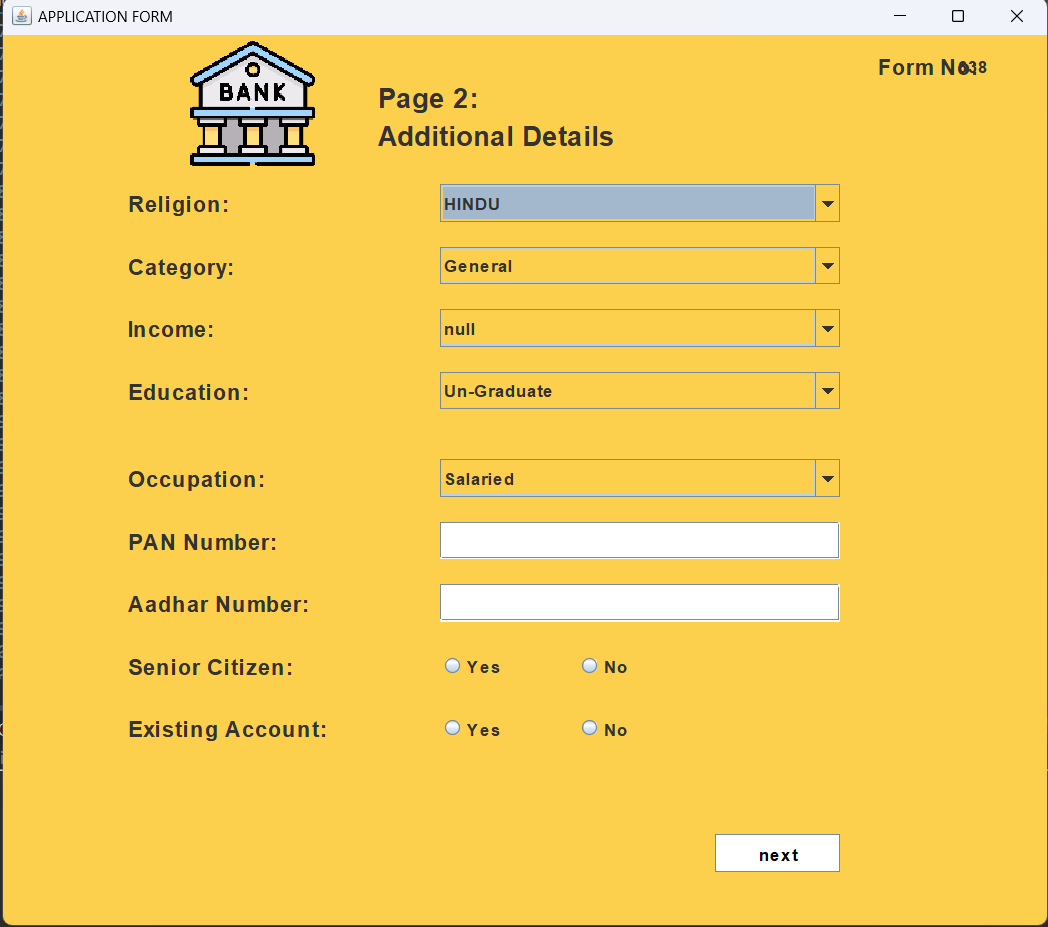 APPLICATION FORM
BANK
Form No:
Page 2:
Additional Details
Religion: HINDU
Category: General
Income: null
Education: Un-Graduate
Occupation: Salaried
PAN Number:
Aadhar Number:
Senior Citizen: Yes No
Existing Account: Yes No
next